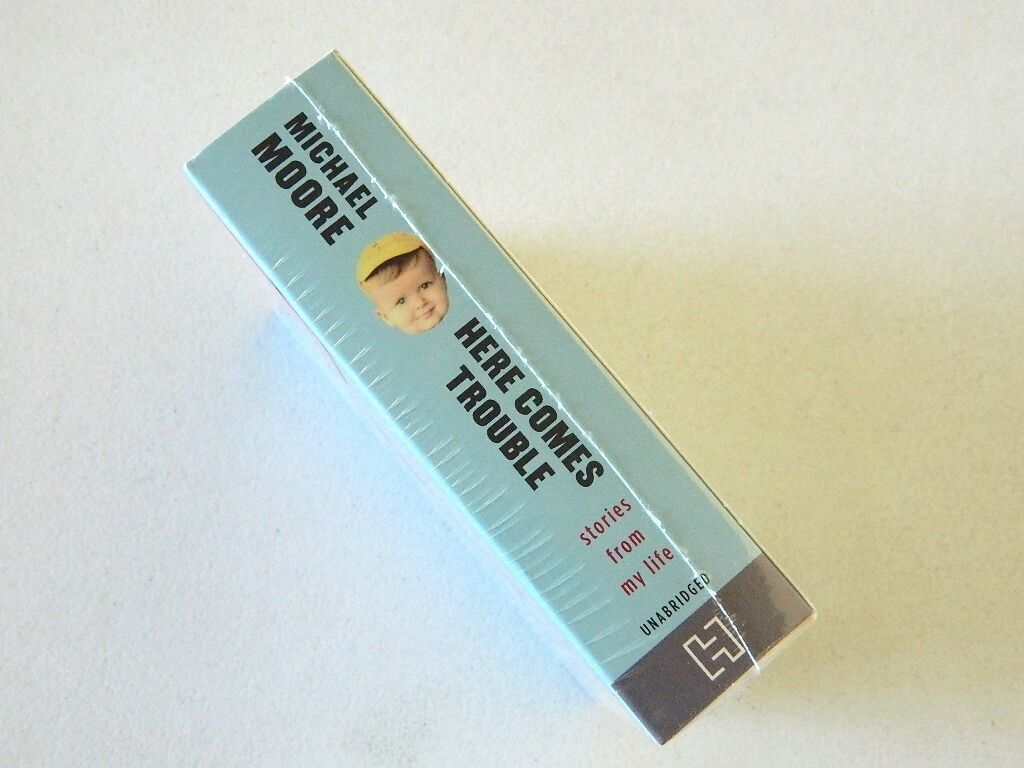 MICHAEL
MOORE
HERE COMES
TROUBLE
stories
from
my life
UNABRIDGED
H